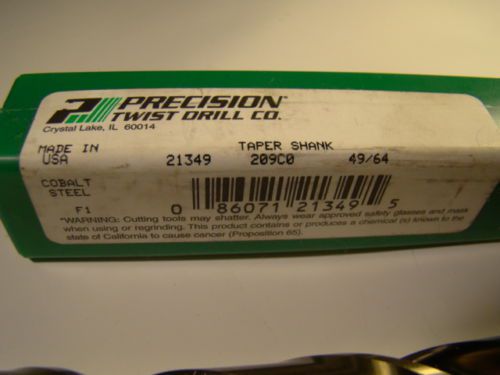 PRECISION
TWIST DRILL CO.
Crystal Lake, IL 60014
MADE IN TAPER SHANK
USA 21349 209C0 49/64
COBALT
STEEL
F1
0 86071 21349 5
"WARNING: Cutting tools may shatter. Always wear approved safety glasses and mask
when using or regrinding. This product contains or produces a chemical (s) known to the
state of California to cause cancer (Proposition 65).